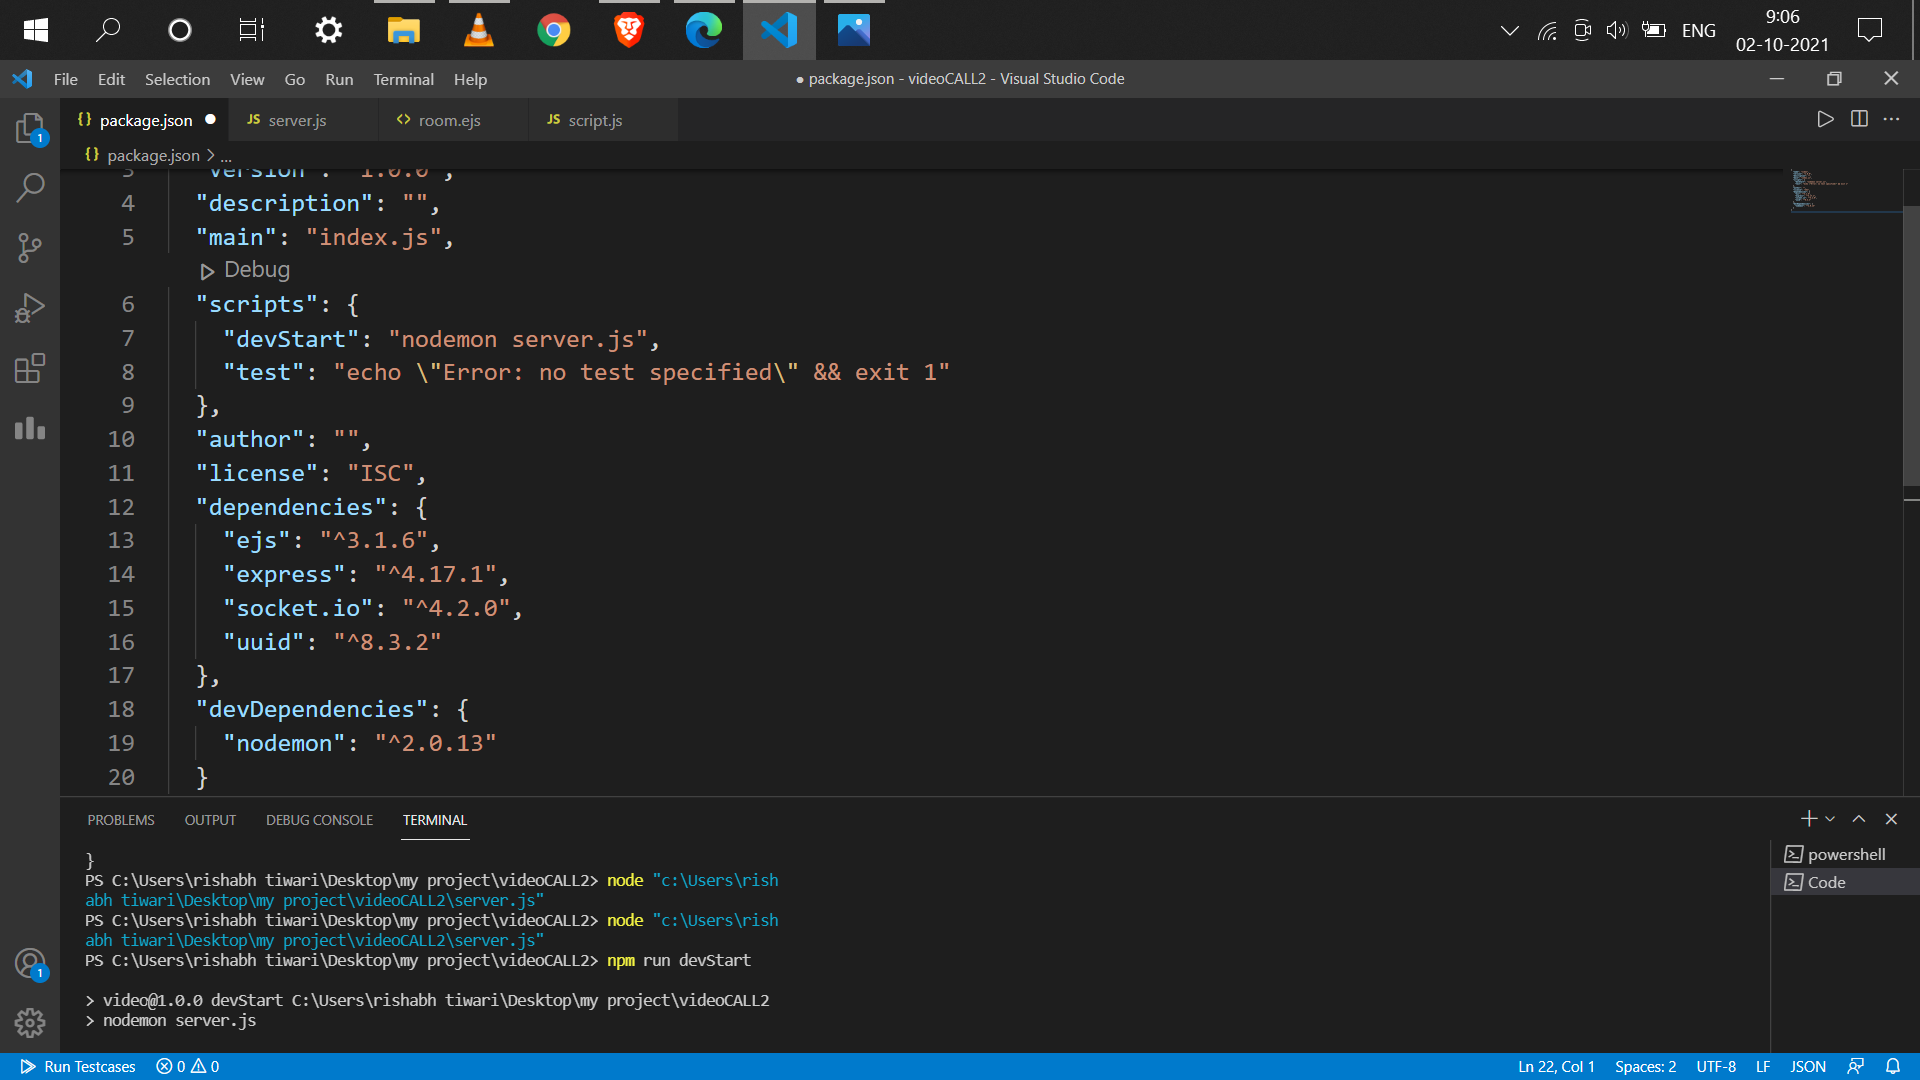 ENG
9:06
02-10-2021
File Edit Selection View Go Run Terminal Help
● package.json - videoCALL2 - Visual Studio Code
{} package.json ●
JS server.js
<> room.ejs
JS script.js
1
{} package.json > ...
3 "version": "1.0.0",
4 "description": "",
5 "main": "index.js",
Debug
6 "scripts": {
7 "devStart": "nodemon server.js",
8 "test": "echo \"Error: no test specified\" && exit 1"
9 },
10 "author": "",
11 "license": "ISC",
12 "dependencies": {
13 "ejs": "^3.1.6",
14 "express": "^4.17.1",
15 "socket.io": "^4.2.0",
16 "uuid": "^8.3.2"
17 },
18 "devDependencies": {
19 "nodemon": "^2.0.13"
20 }
PROBLEMS OUTPUT DEBUG CONSOLE TERMINAL
}
PS C:\Users\rishabh tiwari\Desktop\my project\videoCALL2> node "c:\Users\rish
abh tiwari\Desktop\my project\videoCALL2\server.js"
PS C:\Users\rishabh tiwari\Desktop\my project\videoCALL2> node "c:\Users\rish
abh tiwari\Desktop\my project\videoCALL2\server.js"
PS C:\Users\rishabh tiwari\Desktop\my project\videoCALL2> npm run devStart
> video@1.0.0 devStart C:\Users\rishabh tiwari\Desktop\my project\videoCALL2
> nodemon server.js
powershell
Code
1
Run Testcases 0 0
Ln 22, Col 1 Spaces: 2 UTF-8 LF JSON